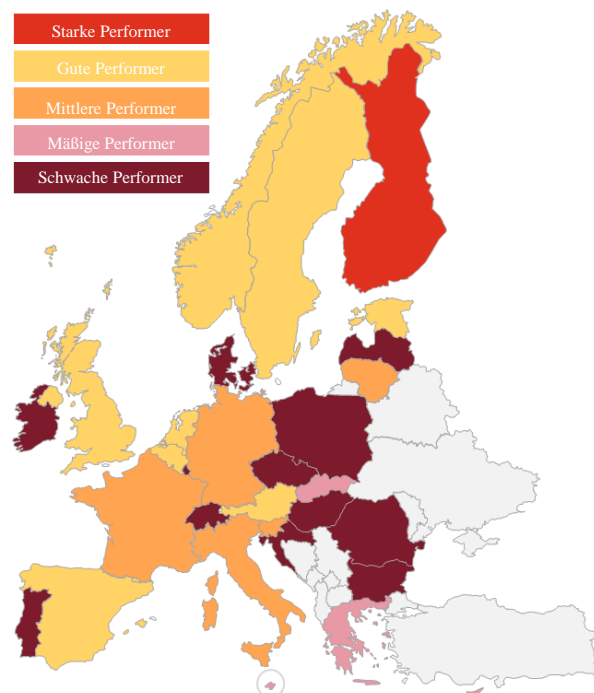 Starke Performer
Gute Performer
Mittlere Performer
Mäßige Performer
Schwache Performer